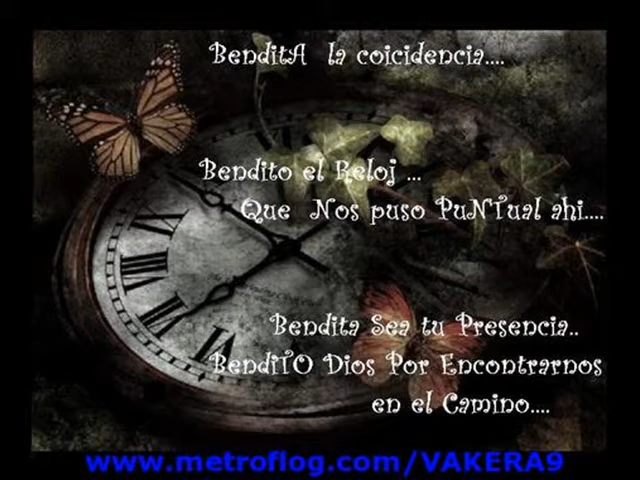 BenditA la coicidencia....
Bendito el Reloj ...
Que Nos puso PuNTual ahi....
Bendita Sea tu Presencia..
BendiTO Dios Por Encontrarnos
en el Camino....
www.metroflog.com/VAKERA9